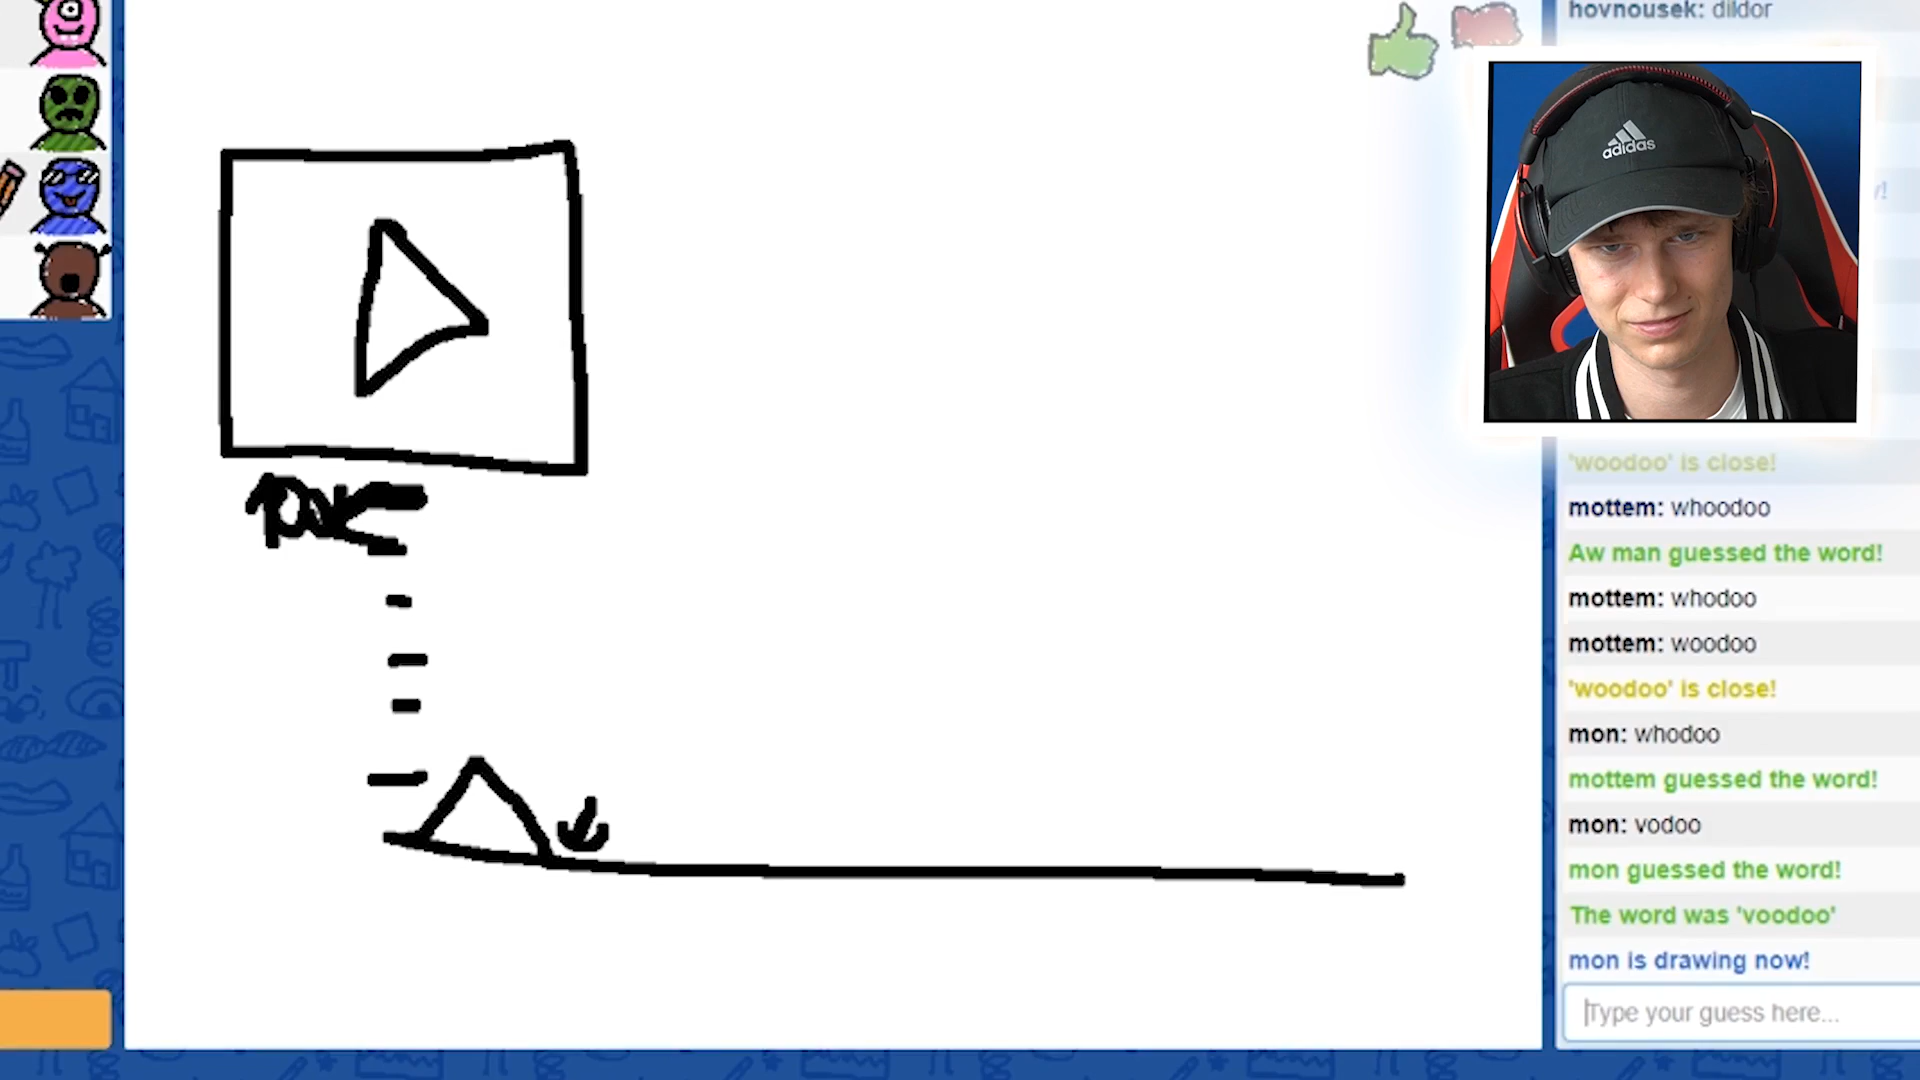 hovnousek: dildor
adidas
'woodoo' is close!
mottem: whoodoo
Aw man guessed the word!
mottem: whodoo
mottem: woodoo
'woodoo' is close!
mon: whodoo
mottem guessed the word!
mon: vodoo
mon guessed the word!
The word was 'voodoo'
mon is drawing now!
Type your guess here...